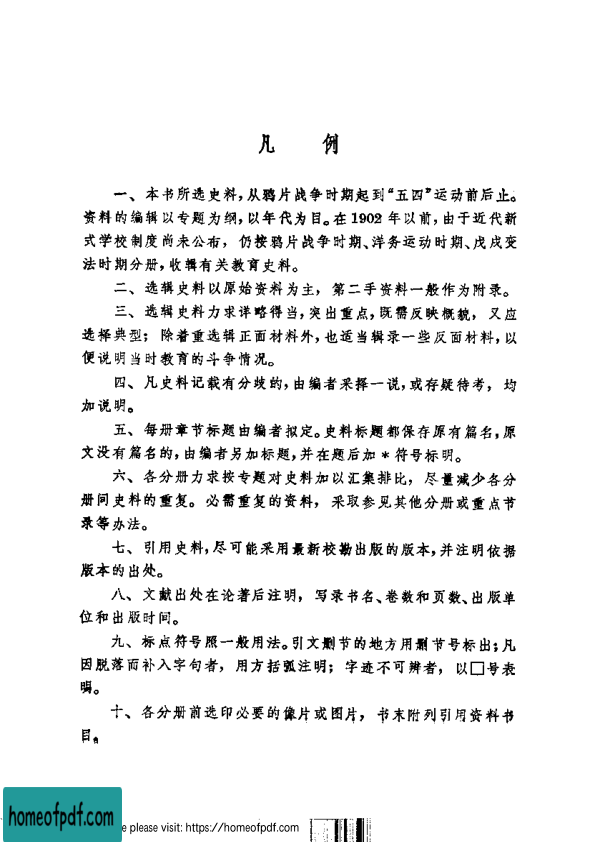 凡 例
一、本书所选史料，从鸦片战争时期起到“五四”运动前后止。
资料的编辑以专题为纲，以年代为目。在1902年以前，由于近代新
式学校制度尚未公布，仍按鸦片战争时期、洋务运动时期、戊戌变
法时期分册，收辑有关教育史料。
二、选辑史料以原始资料为主，第二手资料一般作为附录。
三、选辑史料力求详略得当，突出重点，既需反映概貌，又应
选择典型；除着重选辑正面材料外，也适当辑录一些反面材料，以
便说明当时教育的斗争情况。
四、凡史料记载有分歧的，由编者采择一说，或存疑待考，均
加说明。
五、每册章节标题由编者拟定。史料标题都保存原有篇名，原
文没有篇名的，由编者另加标题，并在题后加＊符号标明。
六、各分册力求按专题对史料加以汇集排比，尽量减少各分
册间史料的重复。必需重复的资料，采取参见其他分册或重点节
录等办法。
七、引用史料，尽可能采用最新校勘出版的版本，并注明依据
版本的出处。
八、文献出处在论著后注明，写录书名、卷数和页数、出版单
位和出版时间。
九、标点符号照一般用法。引文删节的地方用删节号标出；凡
因脱落而补入字句者，用方括弧注明；字迹不可辨者，以□号表
明。
十、各分册前选印必要的像片或图片，书末附列引用资料书
目。
homeofpdf.com
e please visit: https://homeofpdf.com